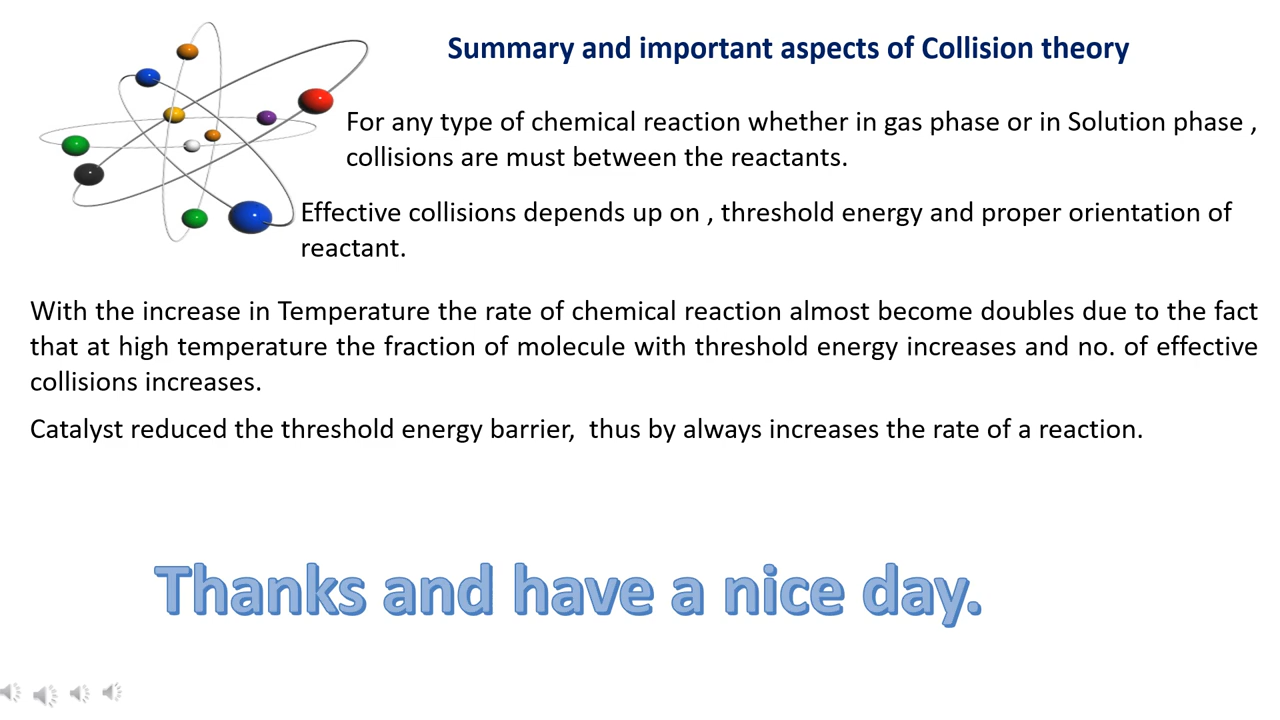 Summary and important aspects of Collision theory
For any type of chemical reaction whether in gas phase or in Solution phase ,
collisions are must between the reactants.
Effective collisions depends up on , threshold energy and proper orientation of
reactant.
With the increase in Temperature the rate of chemical reaction almost become doubles due to the fact
that at high temperature the fraction of molecule with threshold energy increases and no. of effective
collisions increases.
Catalyst reduced the threshold energy barrier,  thus by always increases the rate of a reaction.
Thanks and have a nice day.